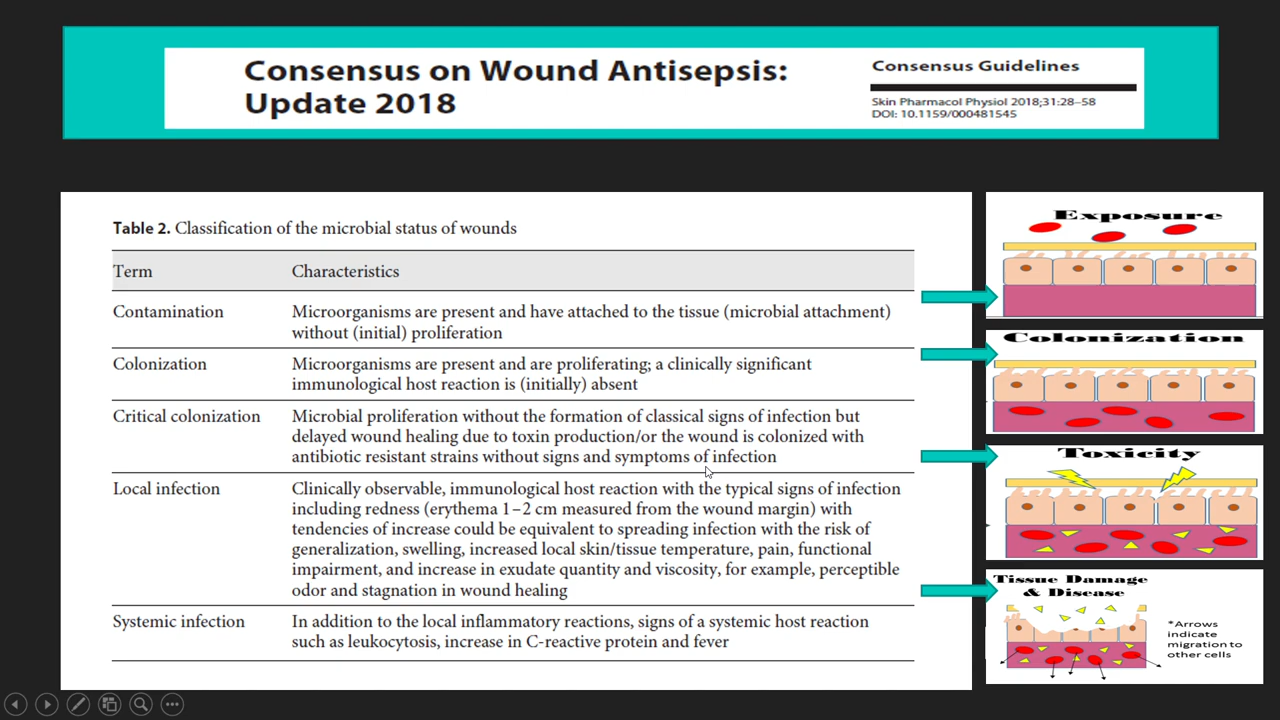 Consensus on Wound Antisepsis:
Update 2018
Consensus Guidelines
Skin Pharmacol Physiol 2018;31:28–58
DOI: 10.1159/000481545
Table 2. Classification of the microbial status of wounds
Term Characteristics
Contamination Microorganisms are present and have attached to the tissue (microbial attachment)
without (initial) proliferation
Colonization Microorganisms are present and are proliferating; a clinically significant
immunological host reaction is (initially) absent
Critical colonization Microbial proliferation without the formation of classical signs of infection but
delayed wound healing due to toxin production/or the wound is colonized with
antibiotic resistant strains without signs and symptoms of infection
Local infection Clinically observable, immunological host reaction with the typical signs of infection
including redness (erythema 1–2 cm measured from the wound margin) with
tendencies of increase could be equivalent to spreading infection with the risk of
generalization, swelling, increased local skin/tissue temperature, pain, functional
impairment, and increase in exudate quantity and viscosity, for example, perceptible
odor and stagnation in wound healing
Systemic infection In addition to the local inflammatory reactions, signs of a systemic host reaction
such as leukocytosis, increase in C-reactive protein and fever
Exposure
Colonization
Toxicity
Tissue Damage
& Disease
*Arrows
indicate
migration to
other cells